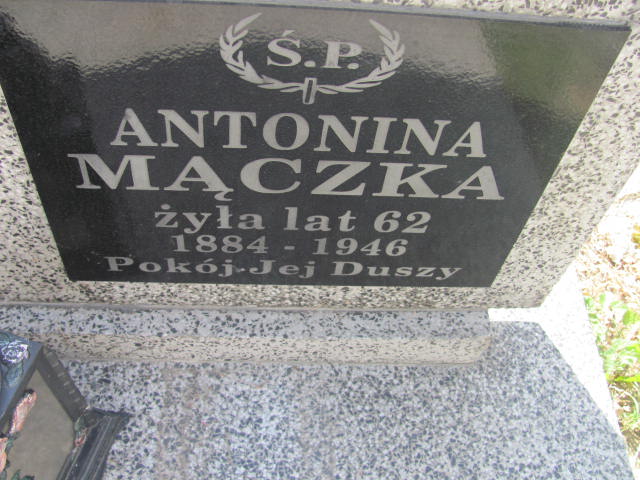 Ś.P.
ANTONINA
MĄCZKA
żyła lat 62
1884 - 1946
Pokój Jej Duszy